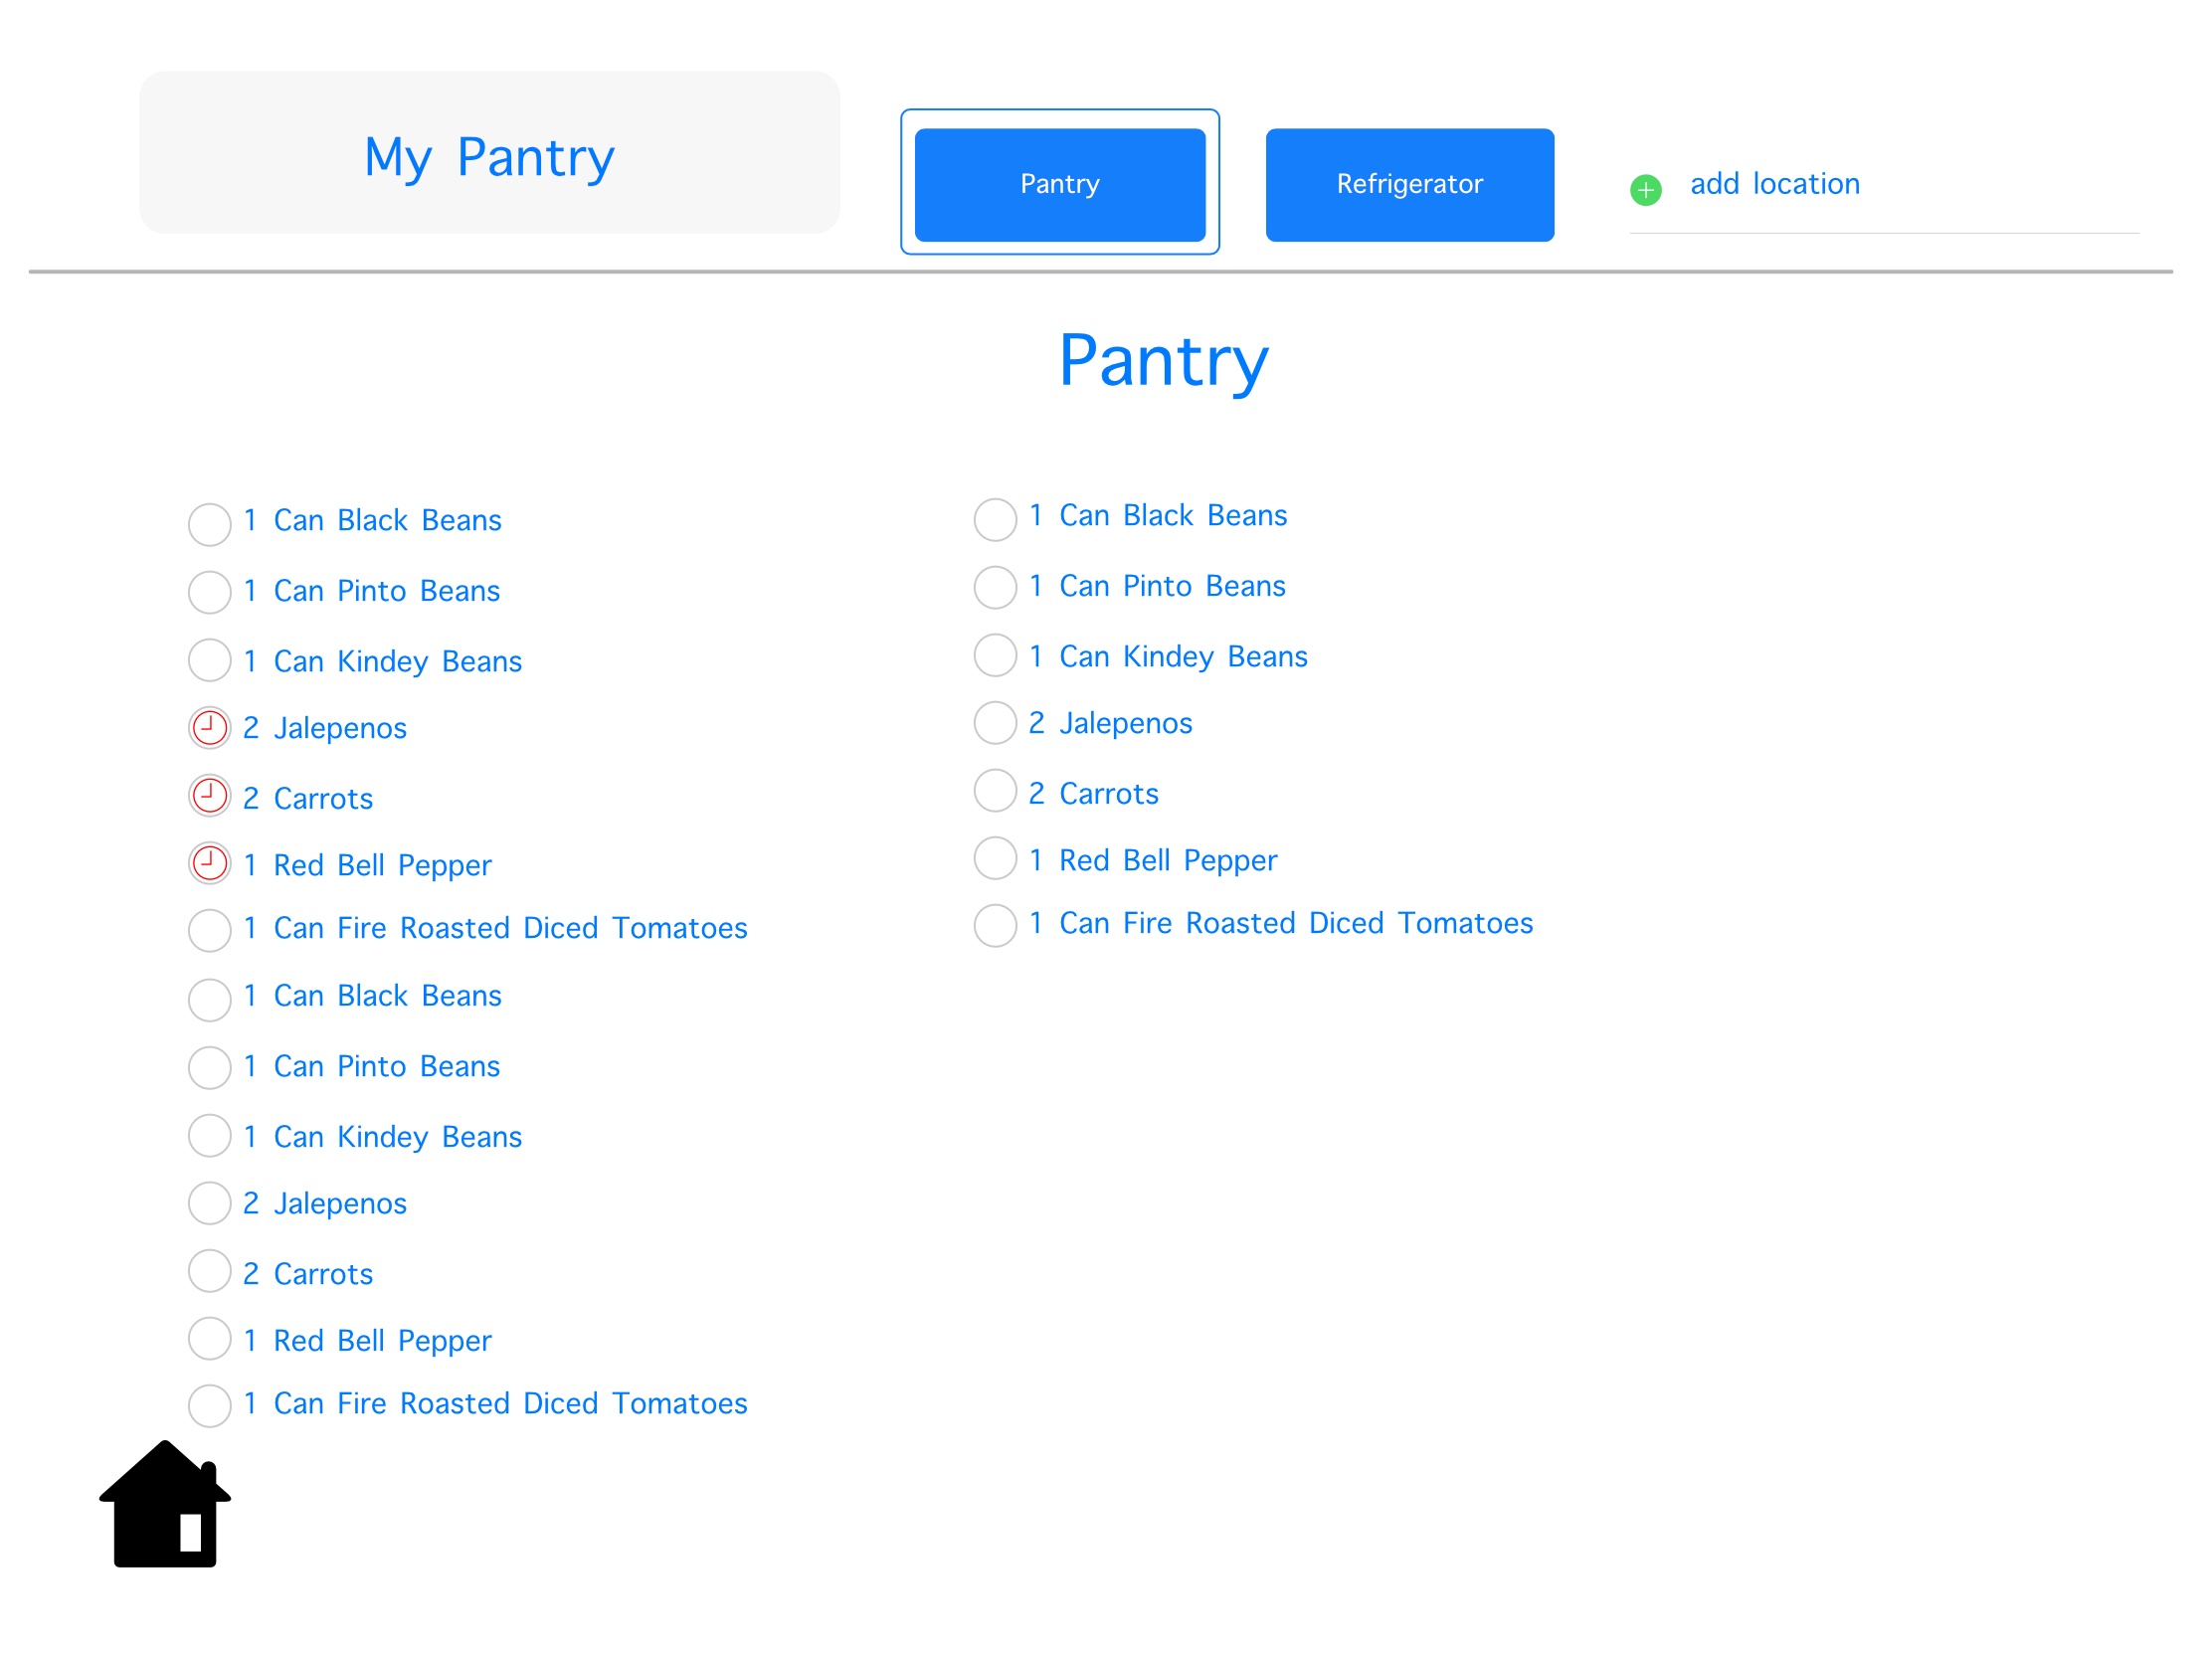 My Pantry
Pantry
Refrigerator
add location
Pantry
1 Can Black Beans
1 Can Pinto Beans
1 Can Kindey Beans
2 Jalepenos
2 Carrots
1 Red Bell Pepper
1 Can Fire Roasted Diced Tomatoes
1 Can Black Beans
1 Can Pinto Beans
1 Can Kindey Beans
2 Jalepenos
2 Carrots
1 Red Bell Pepper
1 Can Fire Roasted Diced Tomatoes
1 Can Black Beans
1 Can Pinto Beans
1 Can Kindey Beans
2 Jalepenos
2 Carrots
1 Red Bell Pepper
1 Can Fire Roasted Diced Tomatoes